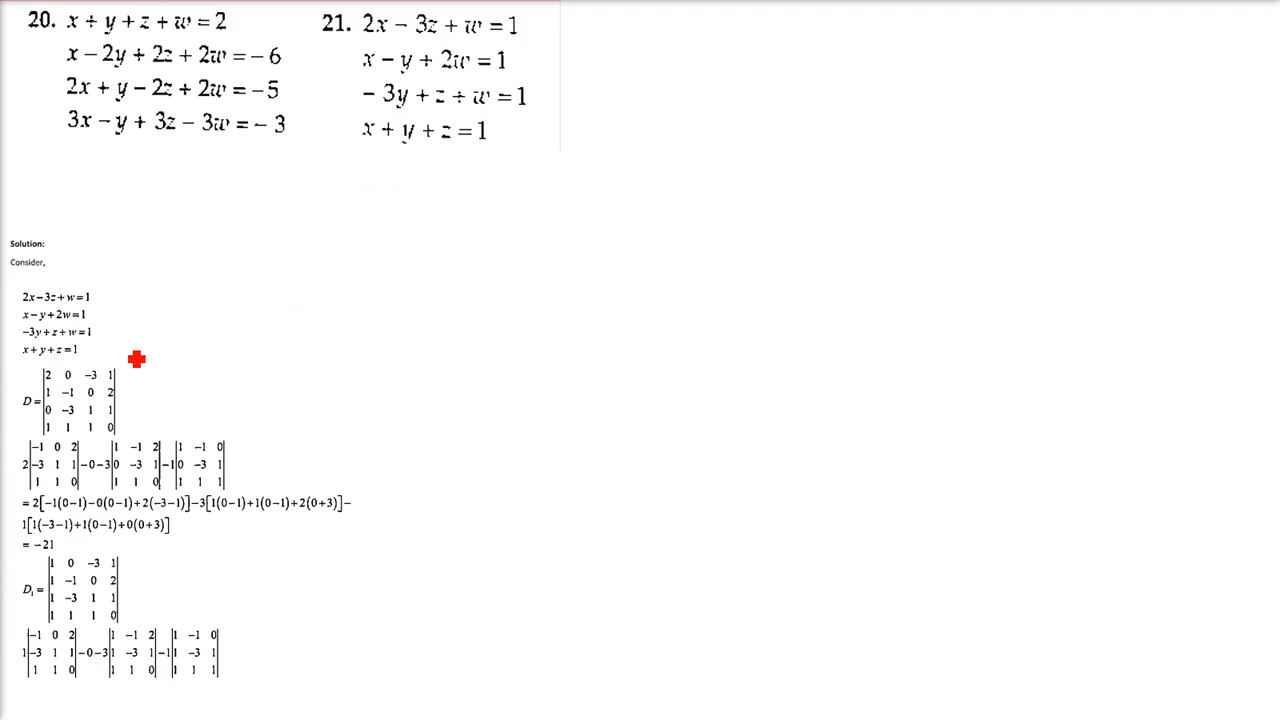 20. x + y + z + w = 2
x − 2y + 2z + 2w = − 6
2x + y − 2z + 2w = − 5
3x − y + 3z − 3w = − 3
21. 2x − 3z + w = 1
x − y + 2w = 1
− 3y + z + w = 1
x + y + z = 1
Solution:
Consider,
2x−3z+w=1
x−y+2w=1
−3y+z+w=1
x+y+z=1
D = |2 0 −3 1|
|1 −1 0 2|
|0 −3 1 1|
|1 1 1 0|
2|−1 0 2| −0−3|1 −1 2| −1|1 −1 0|
|−3 1 1| |0 −3 1| |0 −3 1|
|1 1 0| |1 1 0| |1 1 1|
= 2[−1(0−1)−0(0−1)+2(−3−1)]−3[1(0−1)+1(0−1)+2(0+3)]−
1[1(−3−1)+1(0−1)+0(0+3)]
= −21
D₁ = |1 0 −3 1|
|1 −1 0 2|
|1 −3 1 1|
|1 1 1 0|
1|−1 0 2| −0−3|1 −1 2| −1|1 −1 0|
|−3 1 1| |1 −3 1| |1 −3 1|
|1 1 0| |1 1 0| |1 1 1|